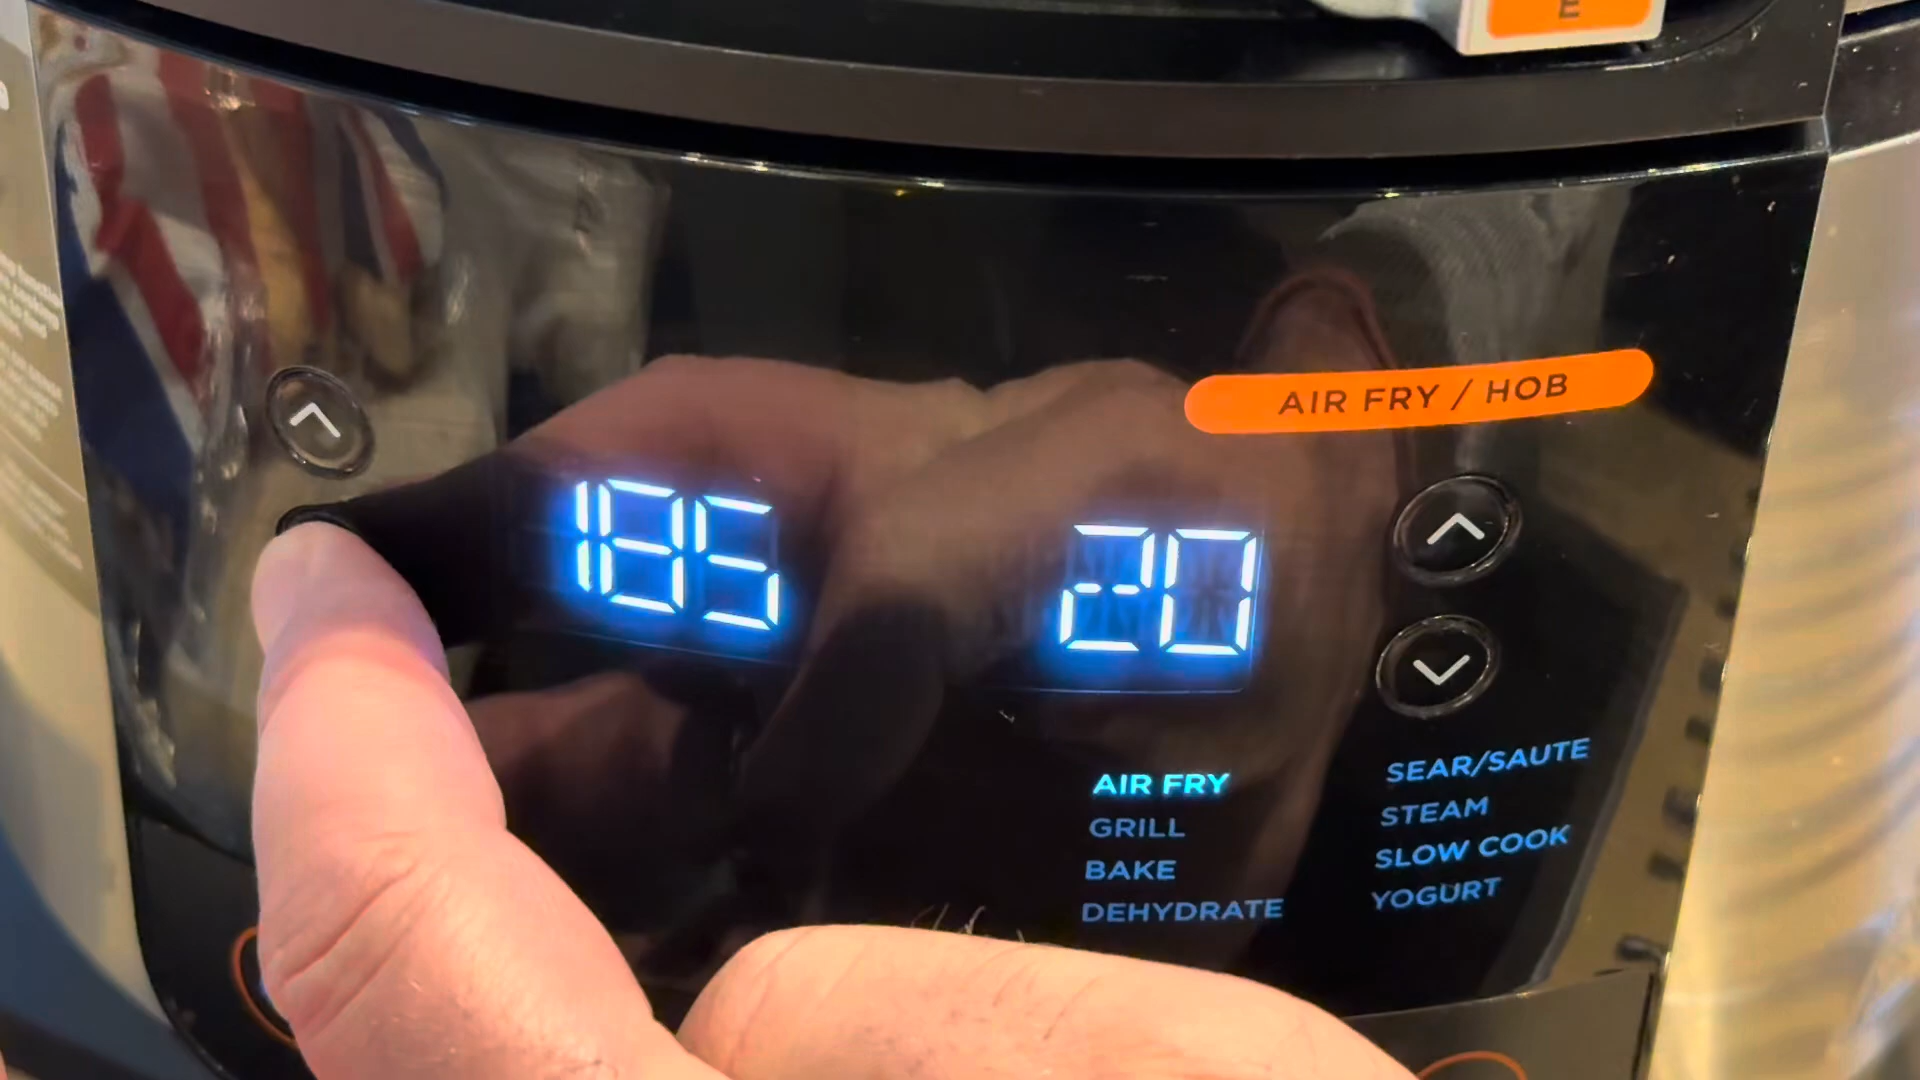 E
AIR FRY / HOB
185
20
AIR FRY
GRILL
BAKE
DEHYDRATE
SEAR/SAUTE
STEAM
SLOW COOK
YOGURT